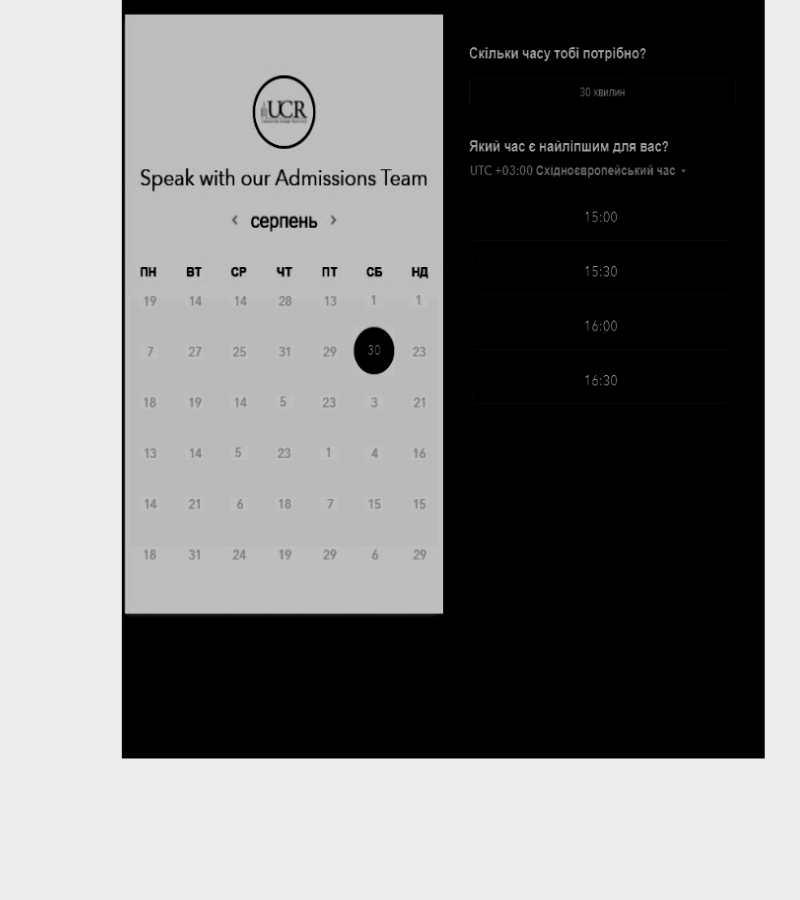 UCR
Speak with our Admissions Team
‹ серпень ›
ПН ВТ СР ЧТ ПТ СБ НД
19 14 14 28 13 1 1
7 27 25 31 29 30 23
18 19 14 5 23 3 21
13 14 5 23 1 4 16
14 21 6 18 7 15 15
18 31 24 19 29 6 29
Скільки часу тобі потрібно?
30 хвилин
Який час є найліпшим для вас?
UTC +03:00 Східноєвропейський час
15:00
15:30
16:00
16:30